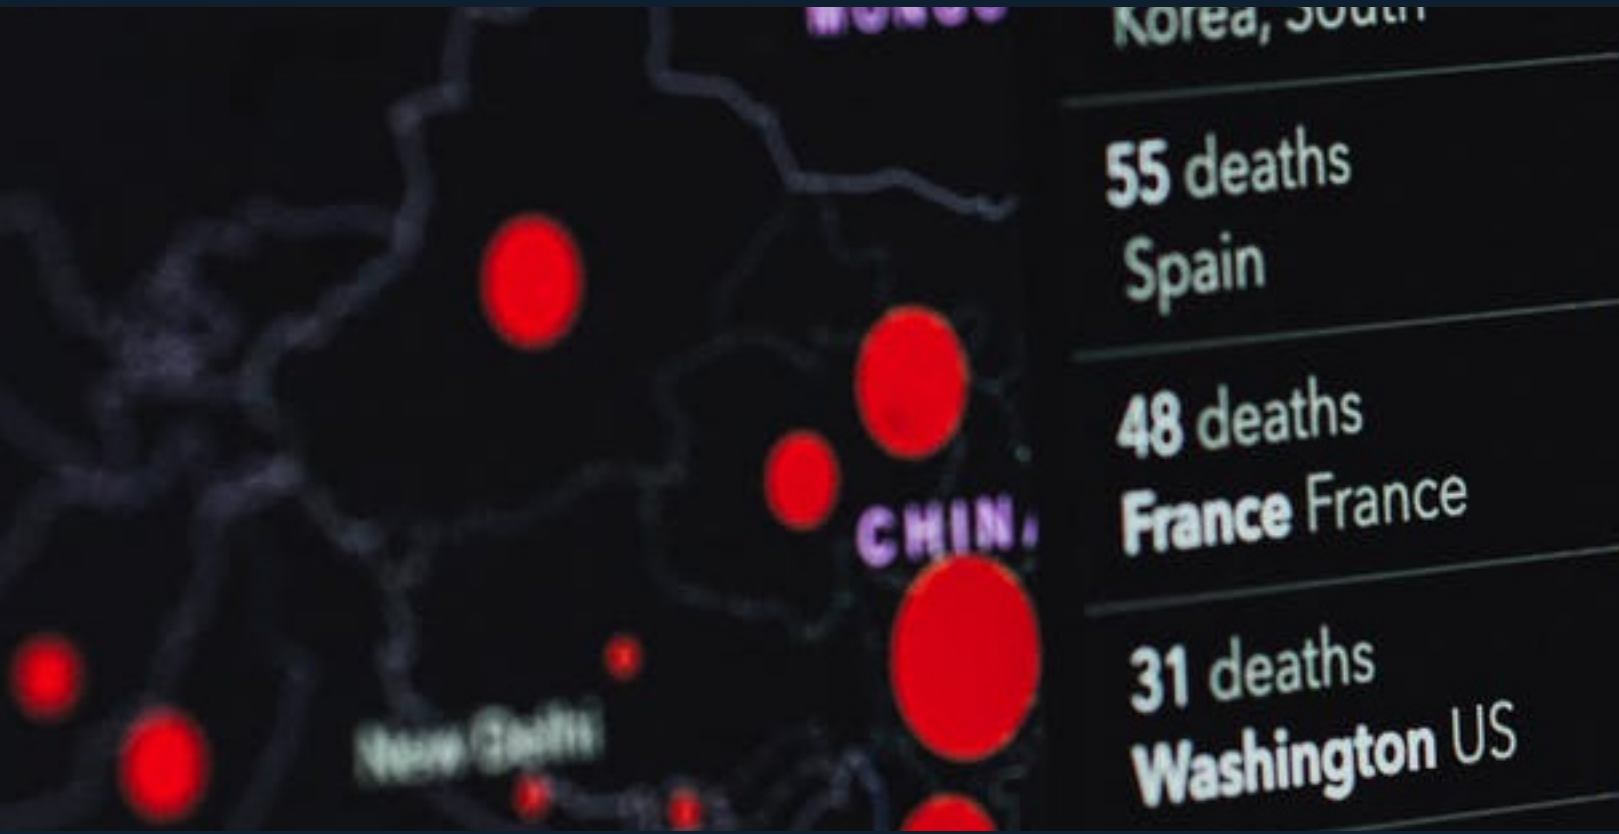 Korea, South
55 deaths
Spain
48 deaths
France France
31 deaths
Washington US
CHINA
New Delhi